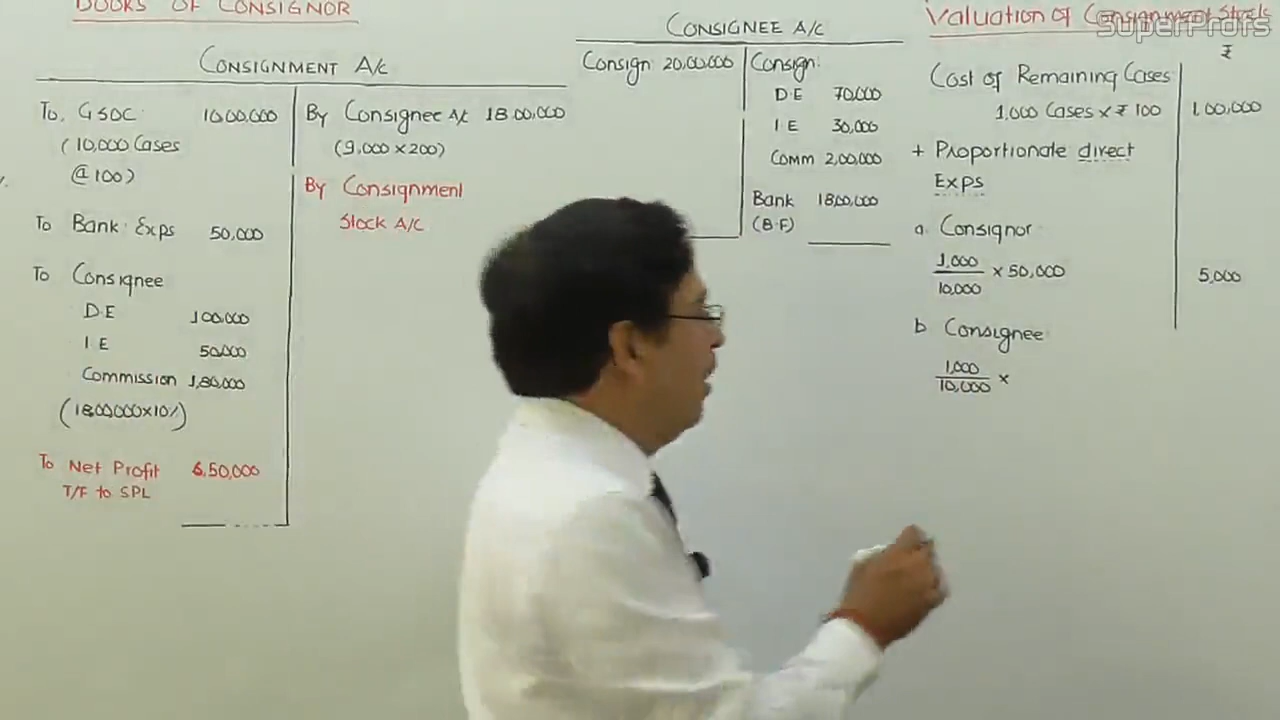 BOOKS OF CONSIGNOR
CONSIGNMENT A/c
To, GSOC 10,00,000
(10,000 Cases
@ 100)
To Bank: Exps 50,000
To Consignee
D.E 1,00,000
I.E 50,000
Commission 1,80,000
(18,00,000x10%)
To Net Profit 6,50,000
T/F to SPL
By Consignee A/c 18,00,000
(9,000 x 200)
By Consignment
Stock A/C
CONSIGNEE A/C
Consign: 20,00,000
Consign:
D.E 70,000
I.E 30,000
Comm 2,00,000
Bank 18,00,000
(B.F)
Valuation of Consignment Stock
SuperProfs
₹
Cost of Remaining Cases
1,000 Cases x ₹ 100 1,00,000
+ Proportionate direct
Exps
a. Consignor
1,000
10,000 x 50,000 5,000
b Consignee
1,000
10,000 x